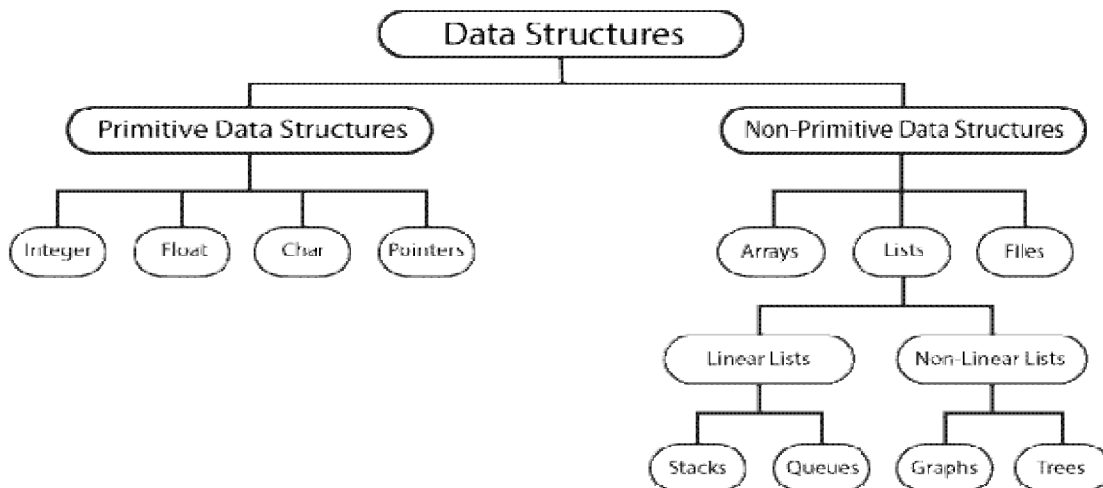 Data Structures
Primitive Data Structures
Non-Primitive Data Structures
Integer
Float
Char
Pointers
Arrays
Lists
Files
Linear Lists
Non-Linear Lists
Stacks
Queues
Graphs
Trees